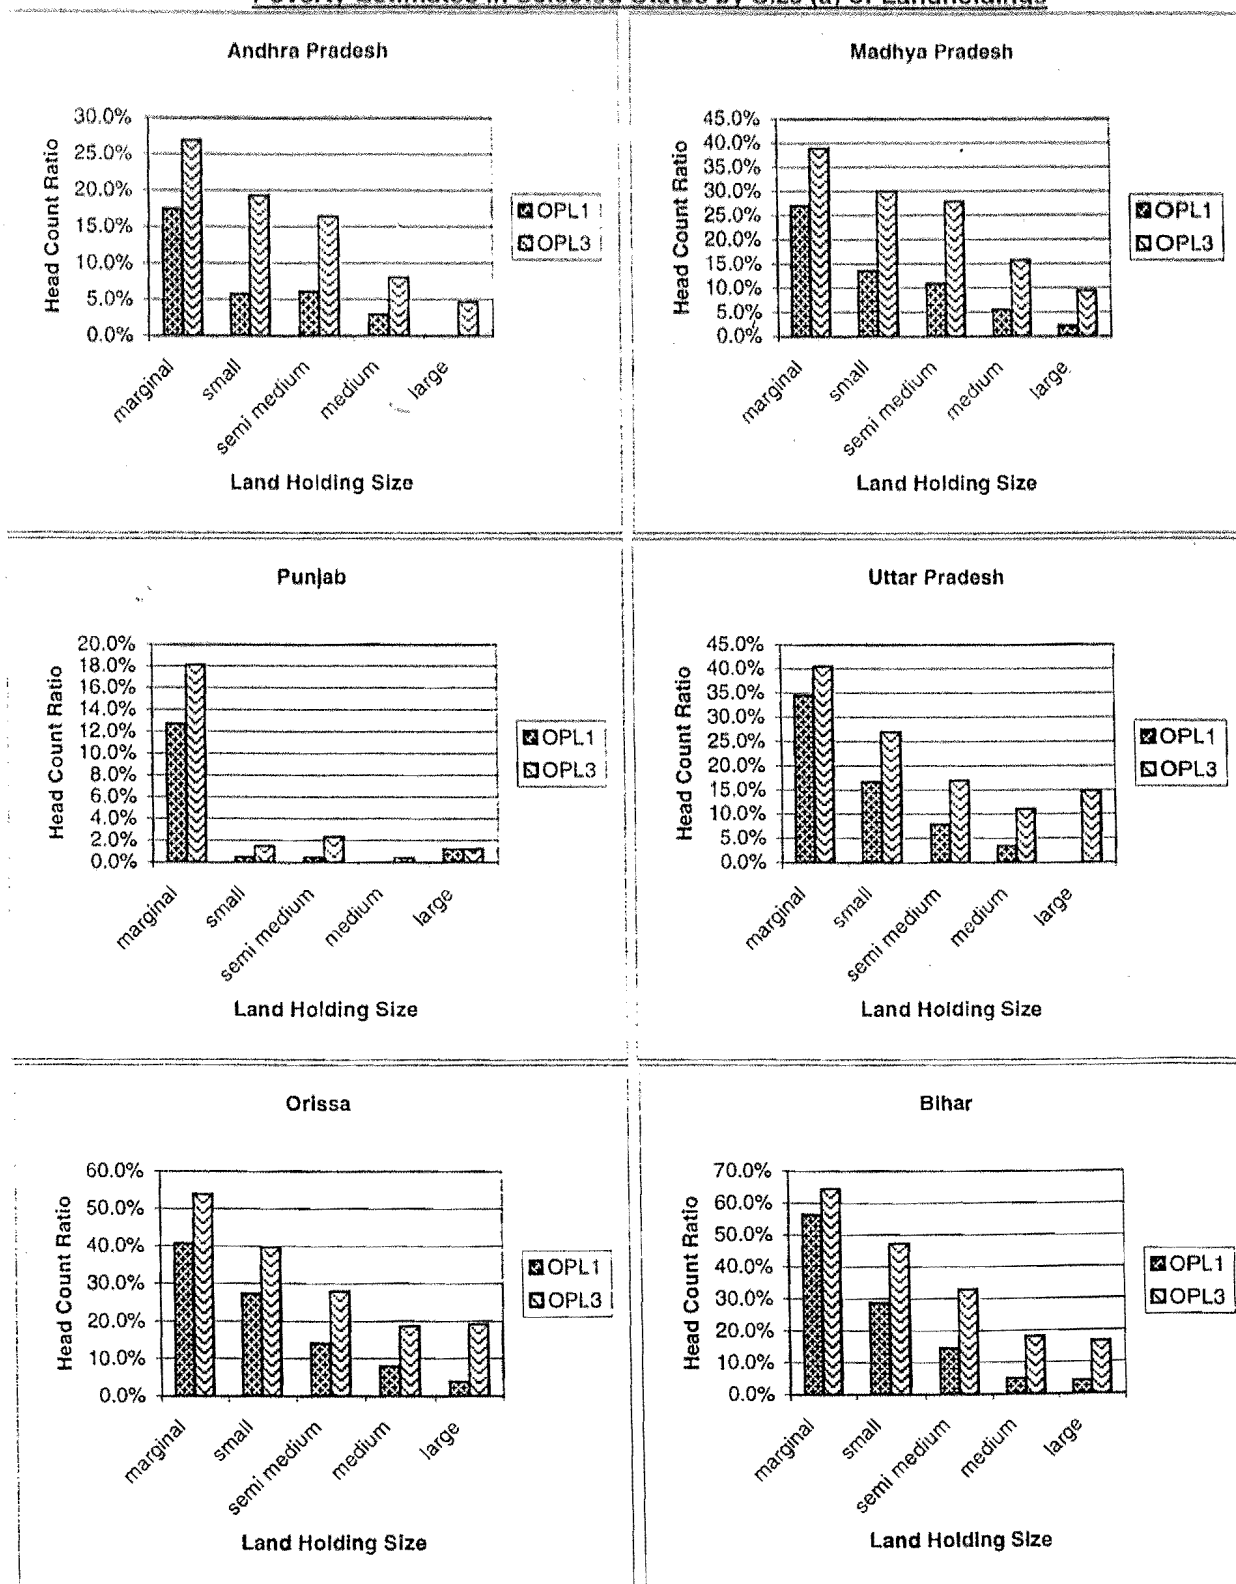 Poverty Estimates in Selected States by Size (a) of Landholdings
Andhra Pradesh
Head Count Ratio
30.0%
25.0%
20.0%
15.0%
10.0%
5.0%
0.0%
marginal
small
semi medium
medium
large
Land Holding Size
OPL1
OPL3
Madhya Pradesh
Head Count Ratio
45.0%
40.0%
35.0%
30.0%
25.0%
20.0%
15.0%
10.0%
5.0%
0.0%
marginal
small
semi medium
medium
large
Land Holding Size
OPL1
OPL3
Punjab
Head Count Ratio
20.0%
18.0%
16.0%
14.0%
12.0%
10.0%
8.0%
6.0%
4.0%
2.0%
0.0%
marginal
small
semi medium
medium
large
Land Holding Size
OPL1
OPL3
Uttar Pradesh
Head Count Ratio
45.0%
40.0%
35.0%
30.0%
25.0%
20.0%
15.0%
10.0%
5.0%
0.0%
marginal
small
semi medium
medium
large
Land Holding Size
OPL1
OPL3
Orissa
Head Count Ratio
60.0%
50.0%
40.0%
30.0%
20.0%
10.0%
0.0%
marginal
small
semi medium
medium
large
Land Holding Size
OPL1
OPL3
Bihar
Head Count Ratio
70.0%
60.0%
50.0%
40.0%
30.0%
20.0%
10.0%
0.0%
marginal
small
semi medium
medium
large
Land Holding Size
OPL1
OPL3